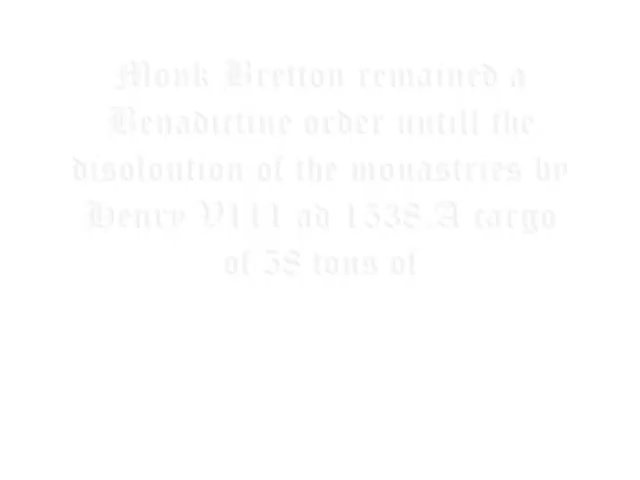 Monk Bretton remained a
Benadictine order untill the
disoloution of the monastries by
Henry V111 ad 1538.A cargo
of 58 tons of